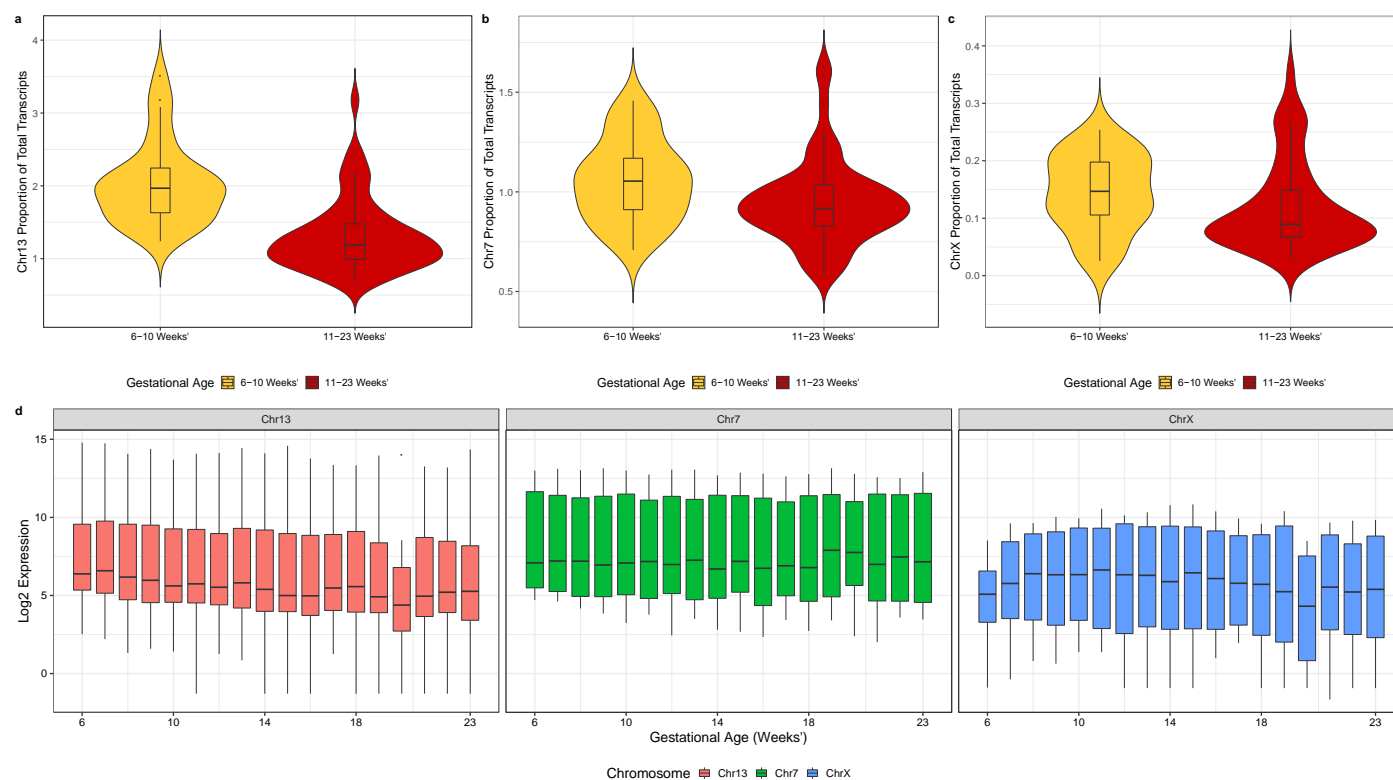 a
b
c
Chr13 Proportion of Total Transcripts
4
3
2
1
6−10 Weeks'
11−23 Weeks'
Gestational Age
6−10 Weeks'
11−23 Weeks'
Chr7 Proportion of Total Transcripts
1.5
1.0
0.5
6−10 Weeks'
11−23 Weeks'
Gestational Age
6−10 Weeks'
11−23 Weeks'
ChrX Proportion of Total Transcripts
0.4
0.3
0.2
0.1
0.0
6−10 Weeks'
11−23 Weeks'
Gestational Age
6−10 Weeks'
11−23 Weeks'
d
Chr13
Chr7
ChrX
Log2 Expression
15
10
5
0
6 10 14 18 23
6 10 14 18 23
6 10 14 18 23
Gestational Age (Weeks')
Chromosome Chr13 Chr7 ChrX